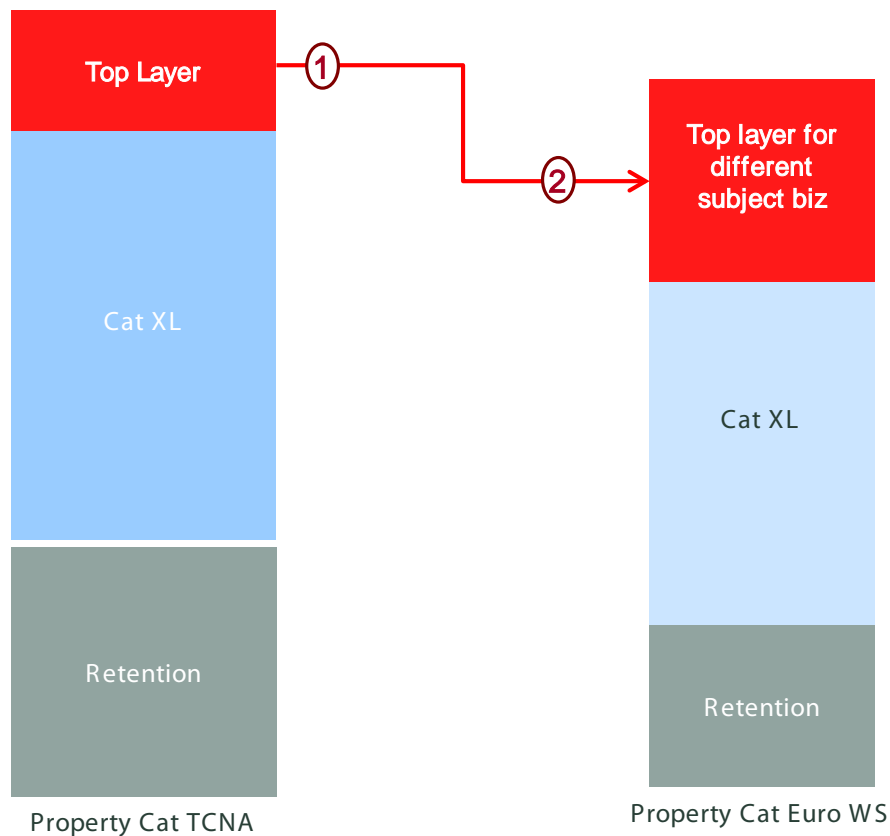 Top Layer
1
Top layer for
different
subject biz
2
Cat XL
Cat XL
Retention
Retention
Property Cat TCNA
Property Cat Euro WS